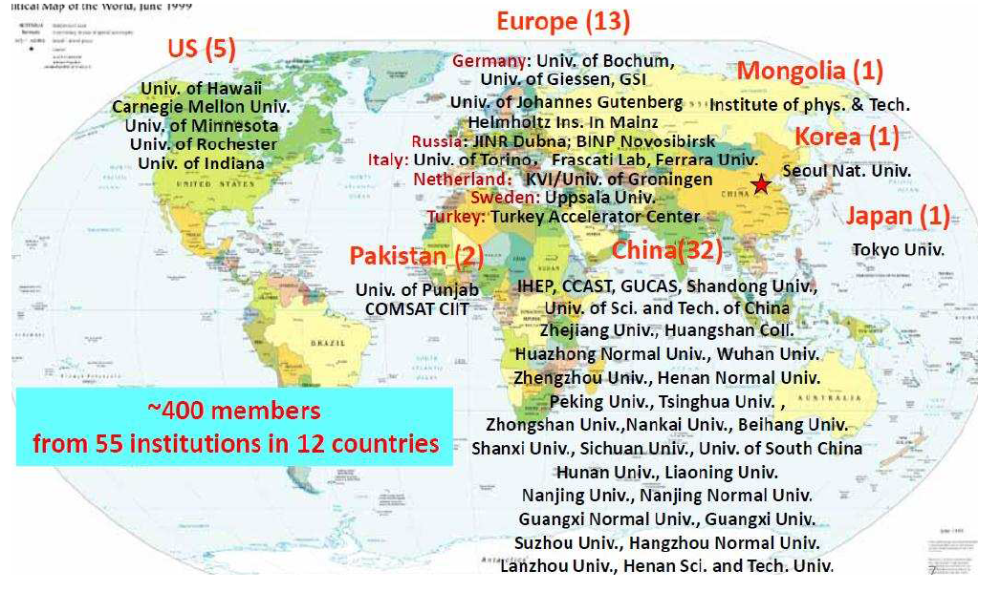 Political Map of the World, June 1999
US (5)
Univ. of Hawaii
Carnegie Mellon Univ.
Univ. of Minnesota
Univ. of Rochester
Univ. of Indiana
Europe (13)
Germany: Univ. of Bochum,
Univ. of Giessen, GSI
Univ. of Johannes Gutenberg
Helmholtz Ins. In Mainz
Russia: JINR Dubna; BINP Novosibirsk
Italy: Univ. of Torino, Frascati Lab, Ferrara Univ.
Netherland: KVI/Univ. of Groningen
Sweden: Uppsala Univ.
Turkey: Turkey Accelerator Center
Mongolia (1)
Institute of phys. & Tech.
Korea (1)
Seoul Nat. Univ.
Japan (1)
Tokyo Univ.
Pakistan (2)
Univ. of Punjab
COMSAT CIIT
China(32)
IHEP, CCAST, GUCAS, Shandong Univ.,
Univ. of Sci. and Tech. of China
Zhejiang Univ., Huangshan Coll.
Huazhong Normal Univ., Wuhan Univ.
Zhengzhou Univ., Henan Normal Univ.
Peking Univ., Tsinghua Univ. ,
Zhongshan Univ.,Nankai Univ., Beihang Univ.
Shanxi Univ., Sichuan Univ., Univ. of South China
Hunan Univ., Liaoning Univ.
Nanjing Univ., Nanjing Normal Univ.
Guangxi Normal Univ., Guangxi Univ.
Suzhou Univ., Hangzhou Normal Univ.
Lanzhou Univ., Henan Sci. and Tech. Univ.
~400 members
from 55 institutions in 12 countries
UNITED STATES
BRAZIL
CHINA
AUSTRALIA
Antarctica
7